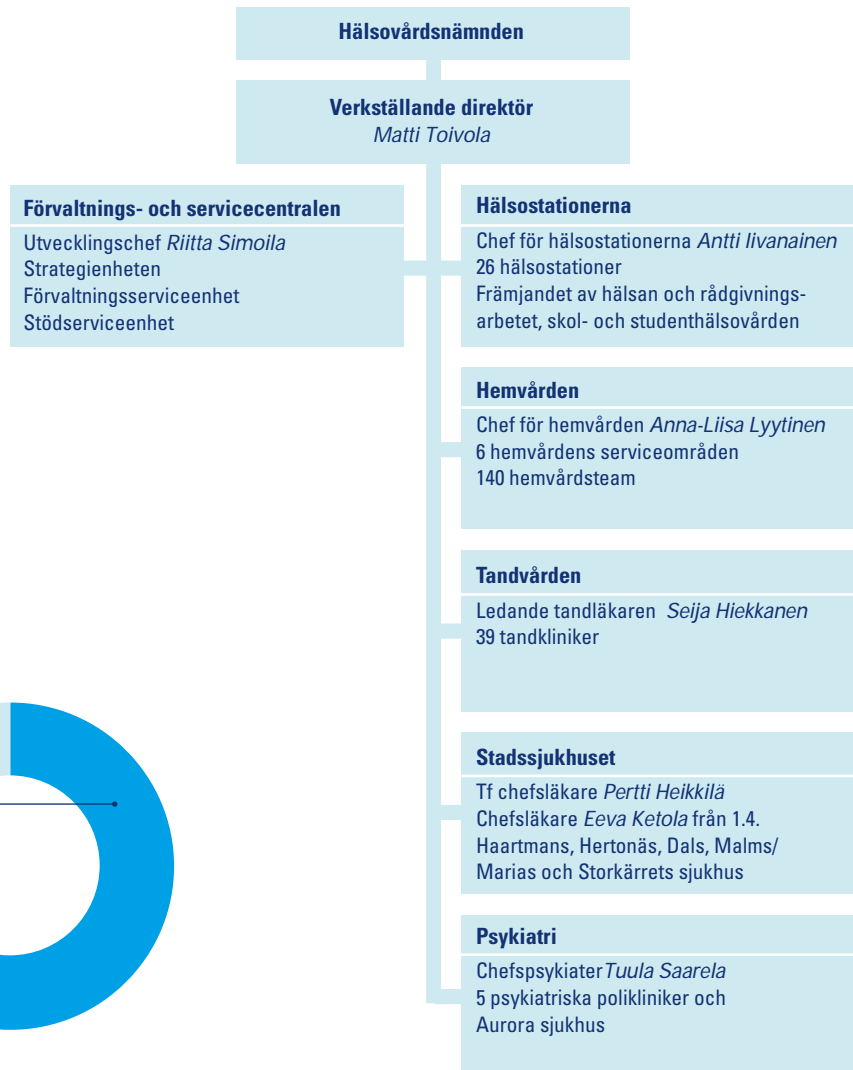 Hälsovårdsnämnden
Verkställande direktör
Matti Toivola
Förvaltnings- och servicecentralen
Utvecklingschef Riitta Simoila
Strategienheten
Förvaltningsserviceenhet
Stödserviceenhet
Hälsostationerna
Chef för hälsostationerna Antti Iivanainen
26 hälsostationer
Främjandet av hälsan och rådgivnings-
arbetet, skol- och studenthälsovården
Hemvården
Chef för hemvården Anna-Liisa Lyytinen
6 hemvårdens serviceområden
140 hemvårdsteam
Tandvården
Ledande tandläkaren Seija Hiekkanen
39 tandkliniker
Stadssjukhuset
Tf chefsläkare Pertti Heikkilä
Chefsläkare Eeva Ketola från 1.4.
Haartmans, Hertonäs, Dals, Malms/
Marias och Storkärrets sjukhus
Psykiatri
Chefspsykiater Tuula Saarela
5 psykiatriska polikliniker och
Aurora sjukhus